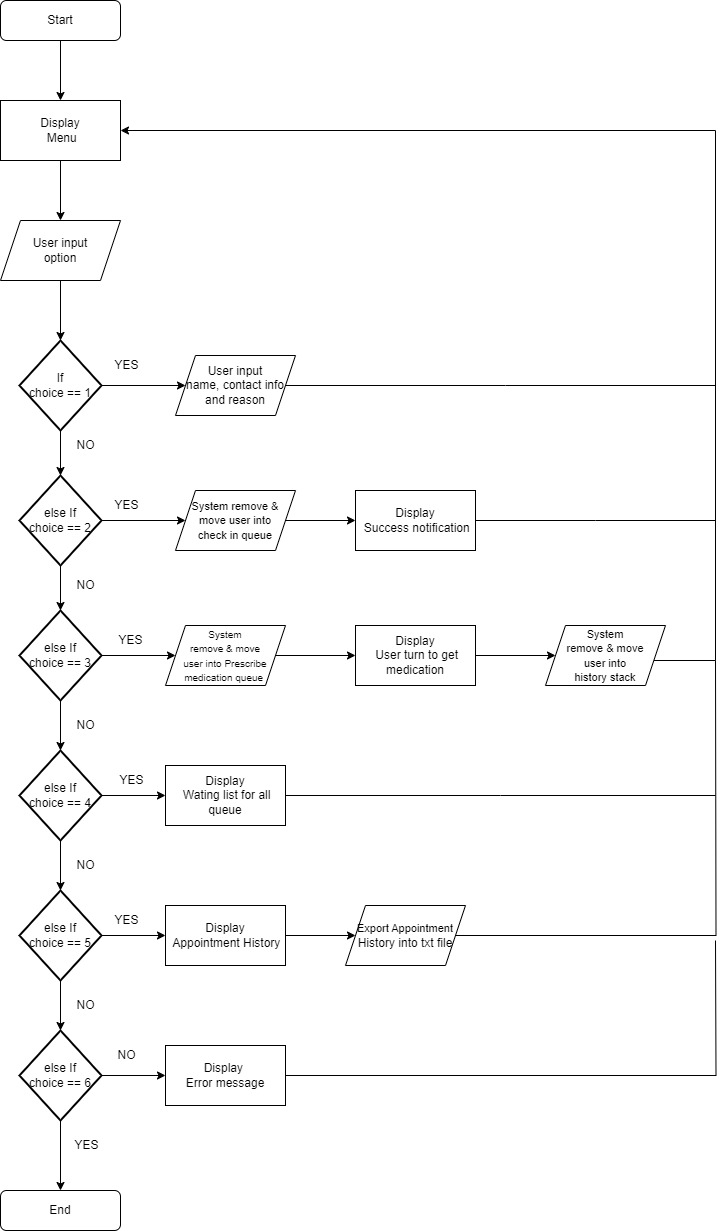 Start
Display
Menu
User input
option
If
choice == 1
YES
User input
name, contact info
and reason
NO
else If
choice == 2
YES
System remove &
move user into
check in queue
Display
Success notification
NO
else If
choice == 3
YES
System
remove & move
user into Prescribe
medication queue
Display
User turn to get
medication
System
remove & move
user into
history stack
NO
else If
choice == 4
YES
Display
Wating list for all
queue
NO
else If
choice == 5
YES
Display
Appointment History
Export Appointment
History into txt file
NO
else If
choice == 6
NO
Display
Error message
YES
End